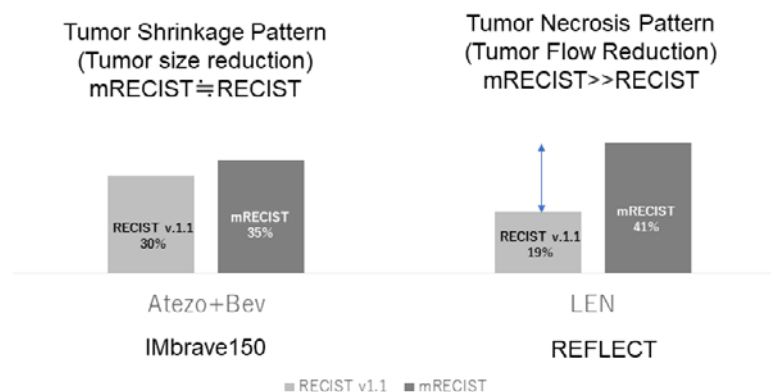 Tumor Shrinkage Pattern
(Tumor size reduction)
mRECIST≒RECIST
RECIST v.1.1
30%
mRECIST
35%
Atezo+Bev
IMbrave150
Tumor Necrosis Pattern
(Tumor Flow Reduction)
mRECIST>>RECIST
RECIST v.1.1
19%
mRECIST
41%
LEN
REFLECT
RECIST v1.1 mRECIST